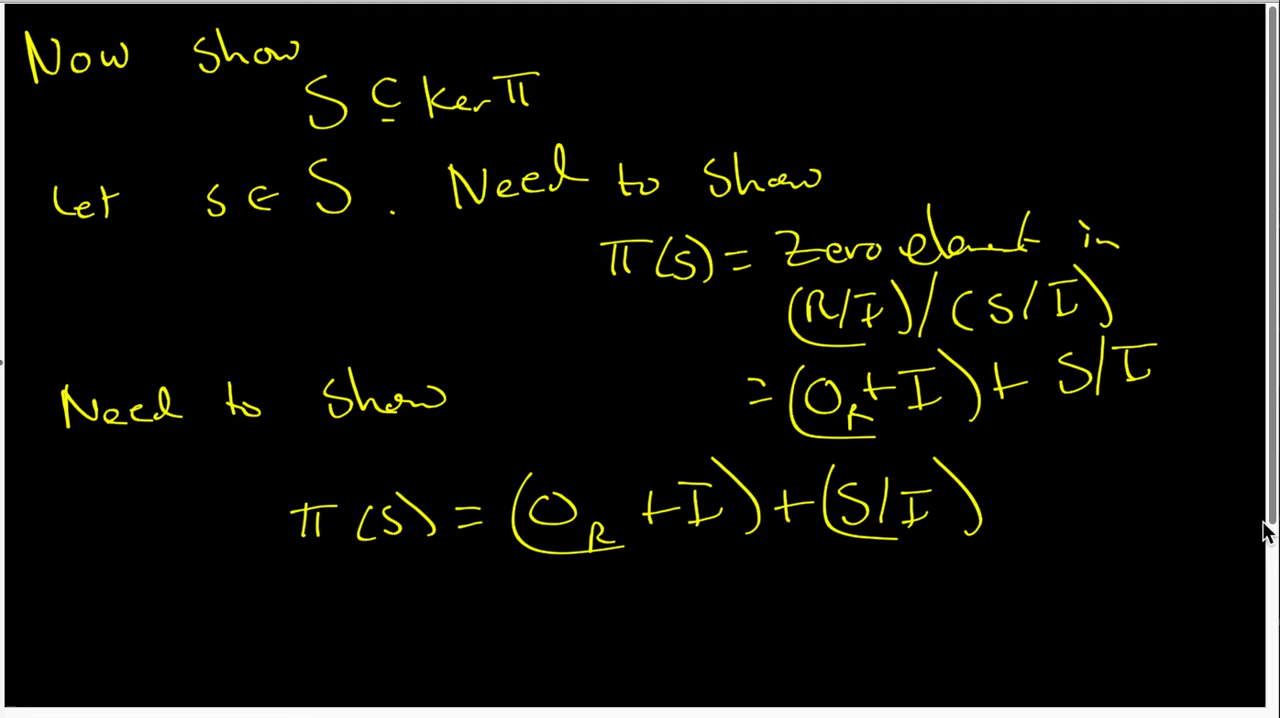 Now show
S ⊆ ker π
Let s ∈ S. Need to show
π(s) = Zero element in
(R/I)/(S/I)
= (0_R + I) + S/I
Need to show
π(s) = (0_R + I) + (S/I)